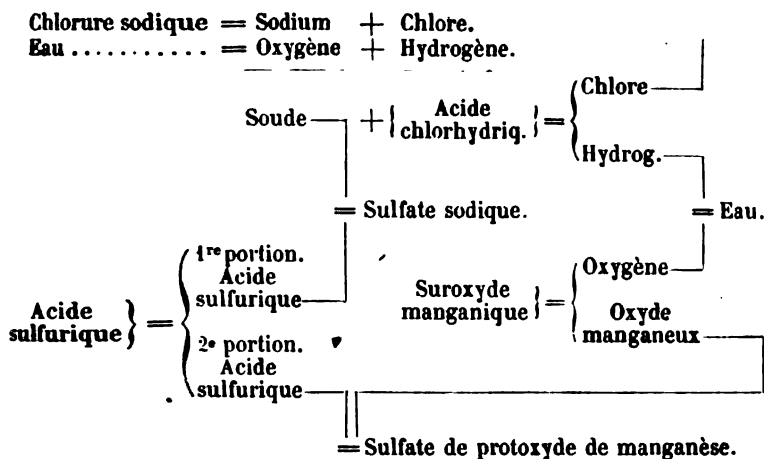 Chlorure sodique = Sodium + Chlore.
Eau ........... = Oxygène + Hydrogène.
Soude + { Acide chlorhydriq. } = { Chlore
Hydrog.
= Sulfate sodique.
= Eau.
Acide sulfurique } = { 1re portion.
Acide
sulfurique
2e portion.
Acide
sulfurique
Suroxyde manganique } = { Oxygène
Oxyde
manganeux
= Sulfate de protoxyde de manganèse.